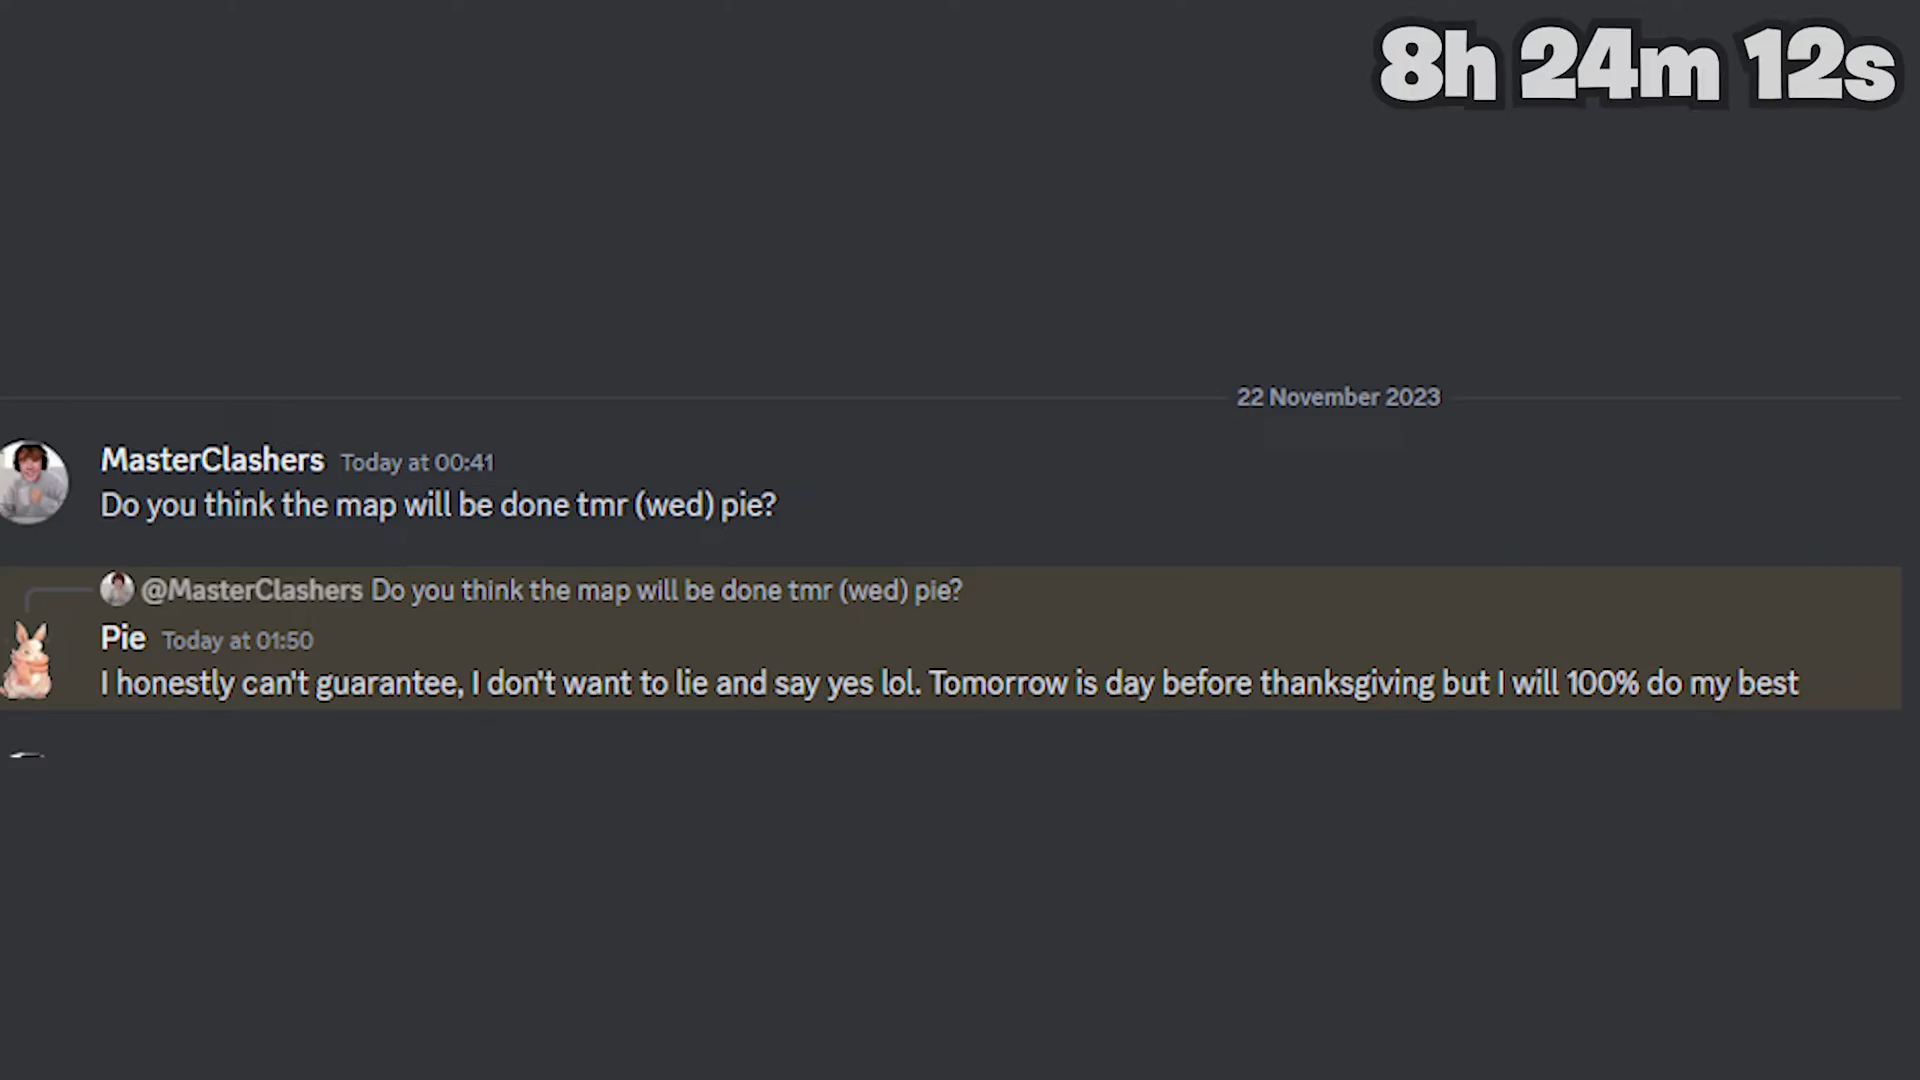 8h 24m 12s
22 November 2023
MasterClashers Today at 00:41
Do you think the map will be done tmr (wed) pie?
@MasterClashers Do you think the map will be done tmr (wed) pie?
Pie Today at 01:50
I honestly can't guarantee, I don't want to lie and say yes lol. Tomorrow is day before thanksgiving but I will 100% do my best